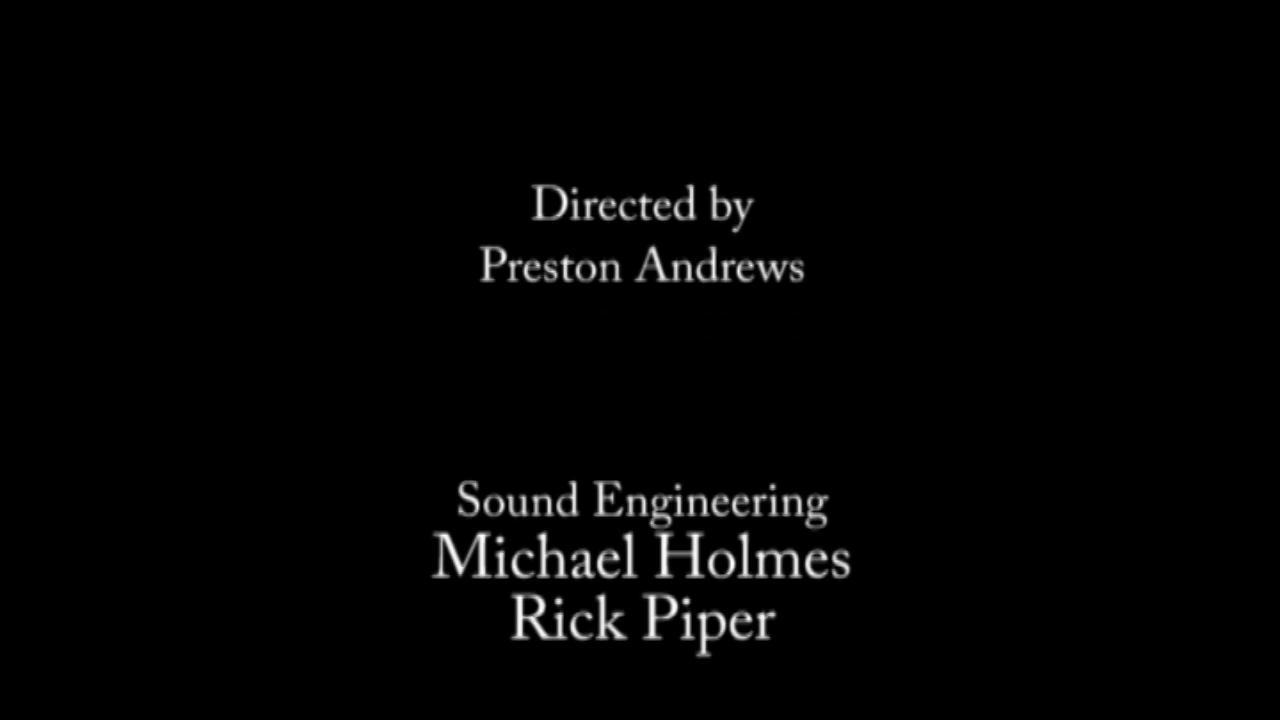 Directed by
Preston Andrews
Sound Engineering
Michael Holmes
Rick Piper